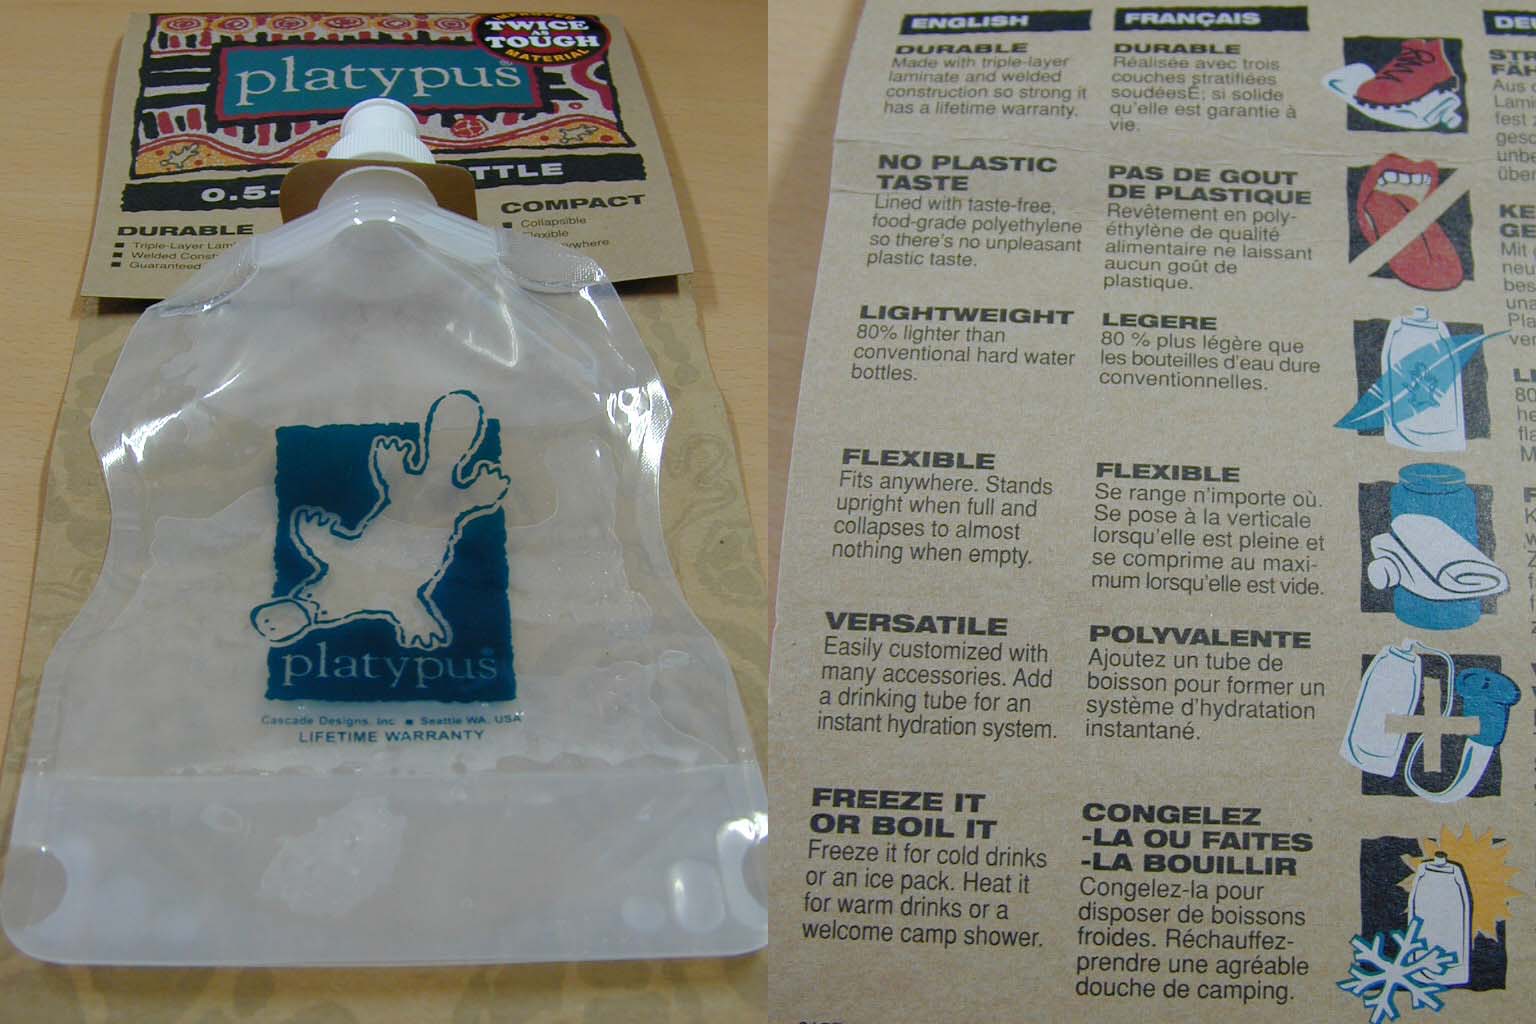 IMPROVED
TWICE
AS
TOUGH
MATERIAL
platypus®
0.5-
TTLE
DURABLE
Triple-Layer
Welded
Guaranteed
COMPACT
Collapsible
platypus®
Cascade Designs, Inc ■ Seattle WA, USA
LIFETIME WARRANTY
ENGLISH
DURABLE
Made with triple-layer
laminate and welded
construction so strong it
has a lifetime warranty.
NO PLASTIC
TASTE
Lined with taste-free,
food-grade polyethylene
so there's no unpleasant
plastic taste.
LIGHTWEIGHT
80% lighter than
conventional hard water
bottles.
FLEXIBLE
Fits anywhere. Stands
upright when full and
collapses to almost
nothing when empty.
VERSATILE
Easily customized with
many accessories. Add
a drinking tube for an
instant hydration system.
FREEZE IT
OR BOIL IT
Freeze it for cold drinks
or an ice pack. Heat it
for warm drinks or a
welcome camp shower.
FRANÇAIS
DURABLE
Réalisée avec trois
couches stratifiées
soudéesE; si solide
qu'elle est garantie à
vie.
PAS DE GOUT
DE PLASTIQUE
Revêtement en poly-
éthylène de qualité
alimentaire ne laissant
aucun goût de
plastique.
LEGERE
80 % plus légère que
les bouteilles d'eau dure
conventionnelles.
FLEXIBLE
Se range n'importe où.
Se pose à la verticale
lorsqu'elle est pleine et
se comprime au maxi-
mum lorsqu'elle est vide.
POLYVALENTE
Ajoutez un tube de
boisson pour former un
système d'hydratation
instantané.
CONGELEZ
-LA OU FAITES
-LA BOUILLIR
Congelez-la pour
disposer de boissons
froides. Réchauffez-
prendre une agréable
douche de camping.